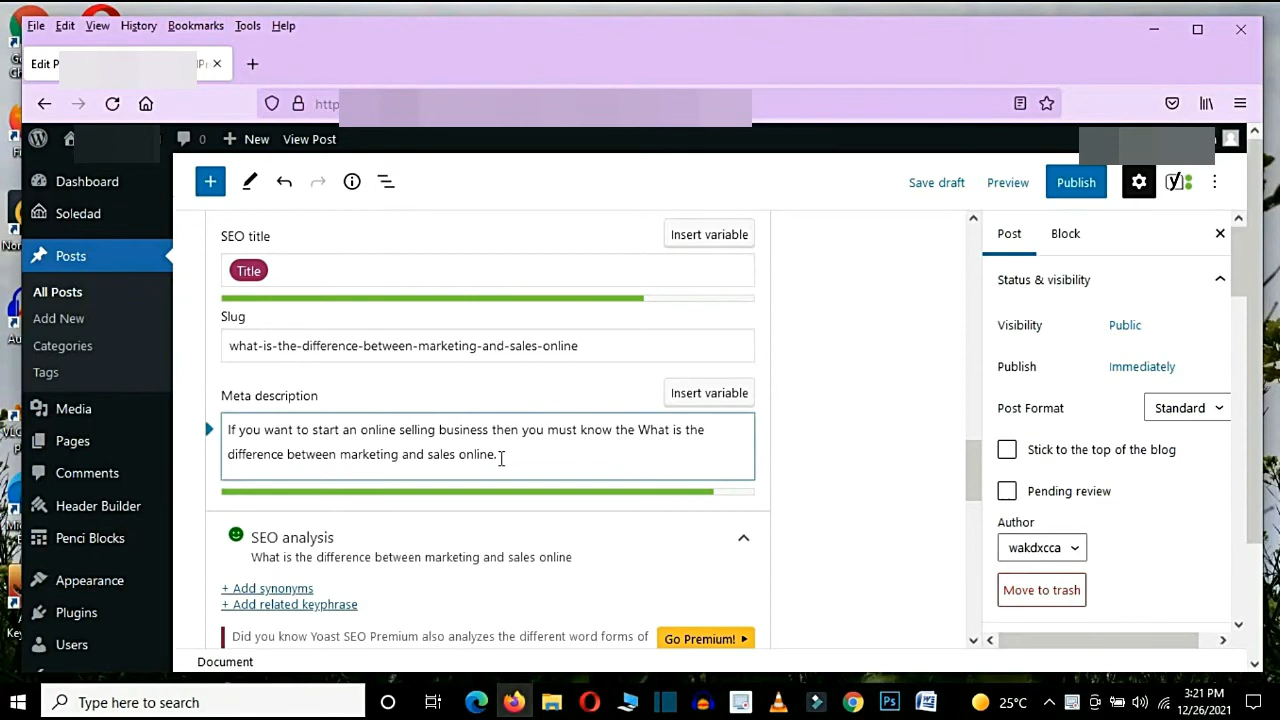 File Edit View History Bookmarks Tools Help
Edit P
http
0 New View Post
Dashboard
Soledad
Posts
All Posts
Add New
Categories
Tags
Media
Pages
Comments
Header Builder
Penci Blocks
Appearance
Plugins
Users
Save draft Preview Publish
SEO title
Insert variable
Title
Slug
what-is-the-difference-between-marketing-and-sales-online
Meta description
Insert variable
If you want to start an online selling business then you must know the What is the
difference between marketing and sales online.
SEO analysis
What is the difference between marketing and sales online
+ Add synonyms
+ Add related keyphrase
Did you know Yoast SEO Premium also analyzes the different word forms of
Go Premium!
Document
Post Block
Status & visibility
Visibility Public
Publish Immediately
Post Format Standard
Stick to the top of the blog
Pending review
Author
wakdxcca
Move to trash
Type here to search
25°C
3:21 PM
12/26/2021